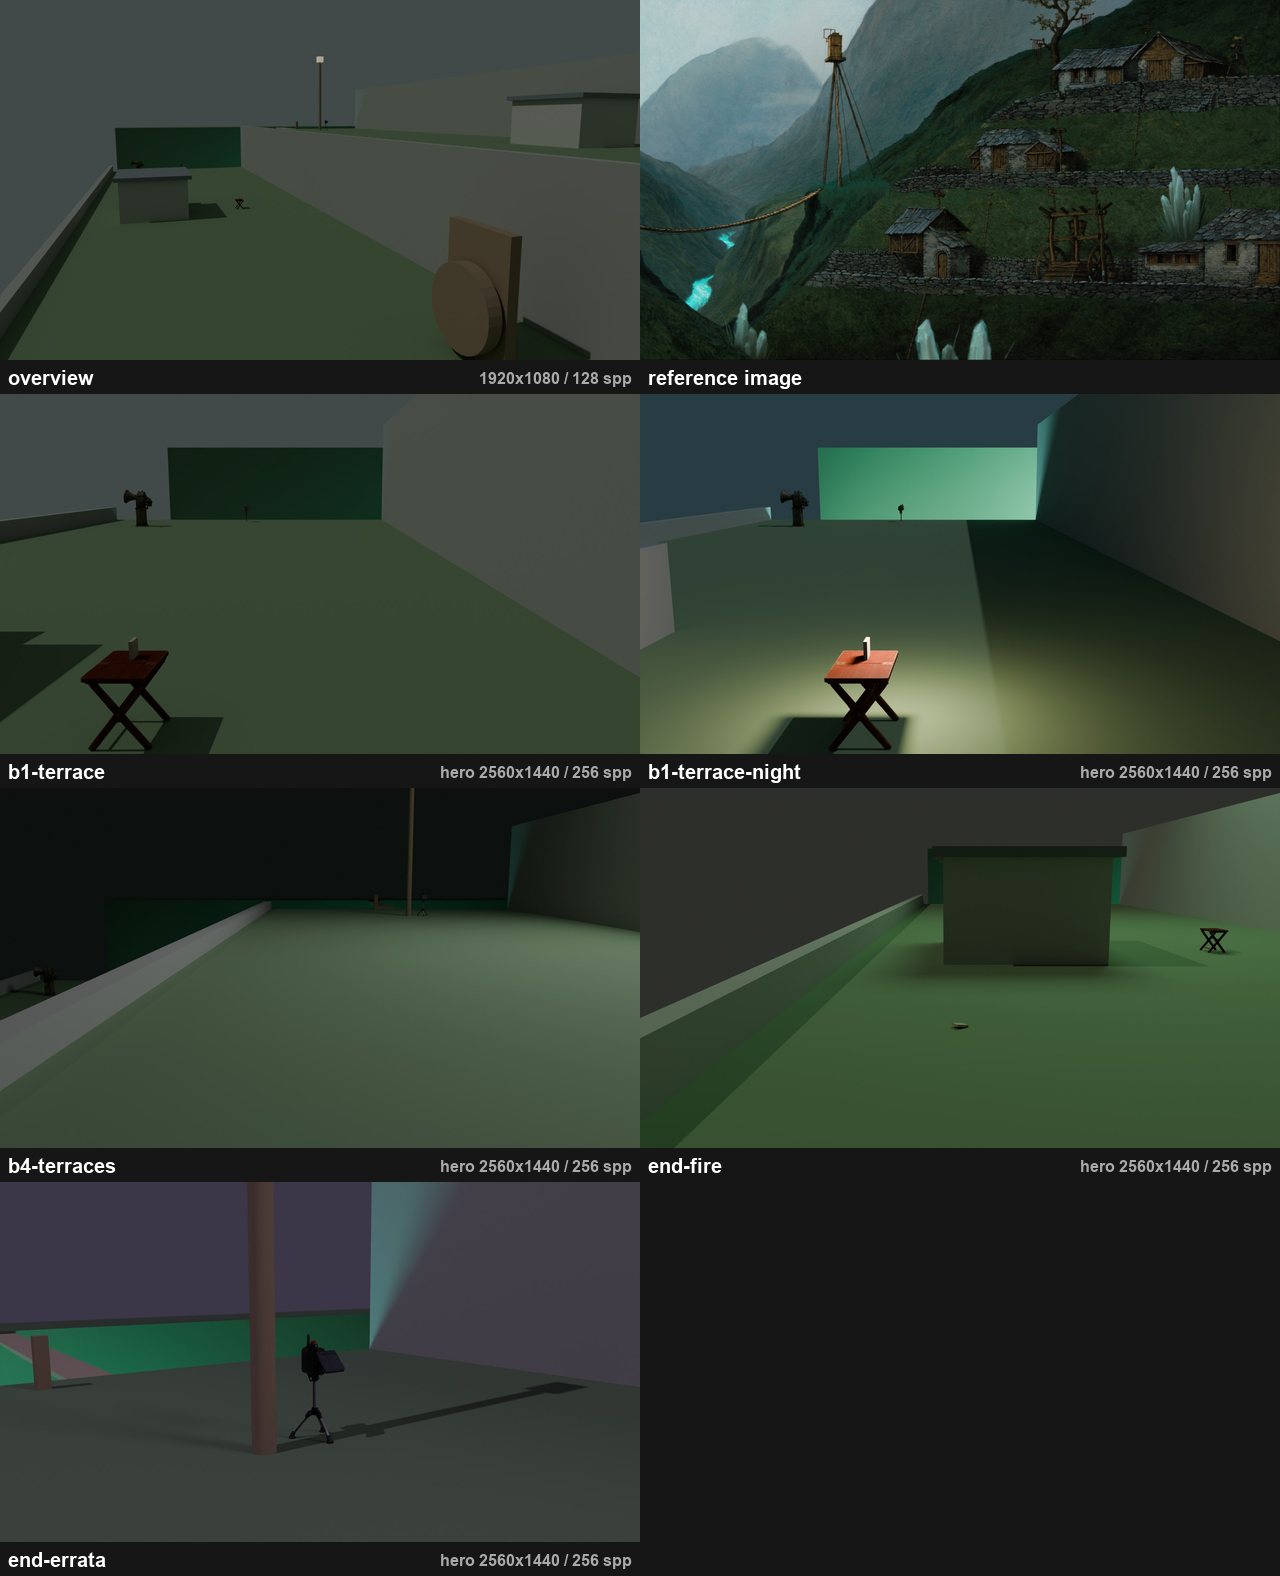 overview
1920x1080 / 128 spp
reference image
b1-terrace
hero 2560x1440 / 256 spp
b1-terrace-night
hero 2560x1440 / 256 spp
b4-terraces
hero 2560x1440 / 256 spp
end-fire
hero 2560x1440 / 256 spp
end-errata
hero 2560x1440 / 256 spp